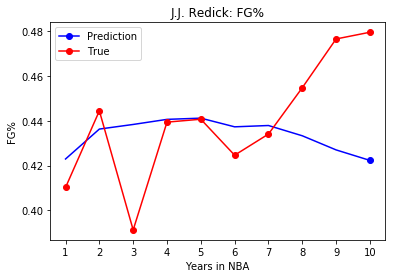 J.J. Redick: FG%
Prediction
True
0.48
0.46
0.44
0.42
0.40
FG%
1 2 3 4 5 6 7 8 9 10
Years in NBA